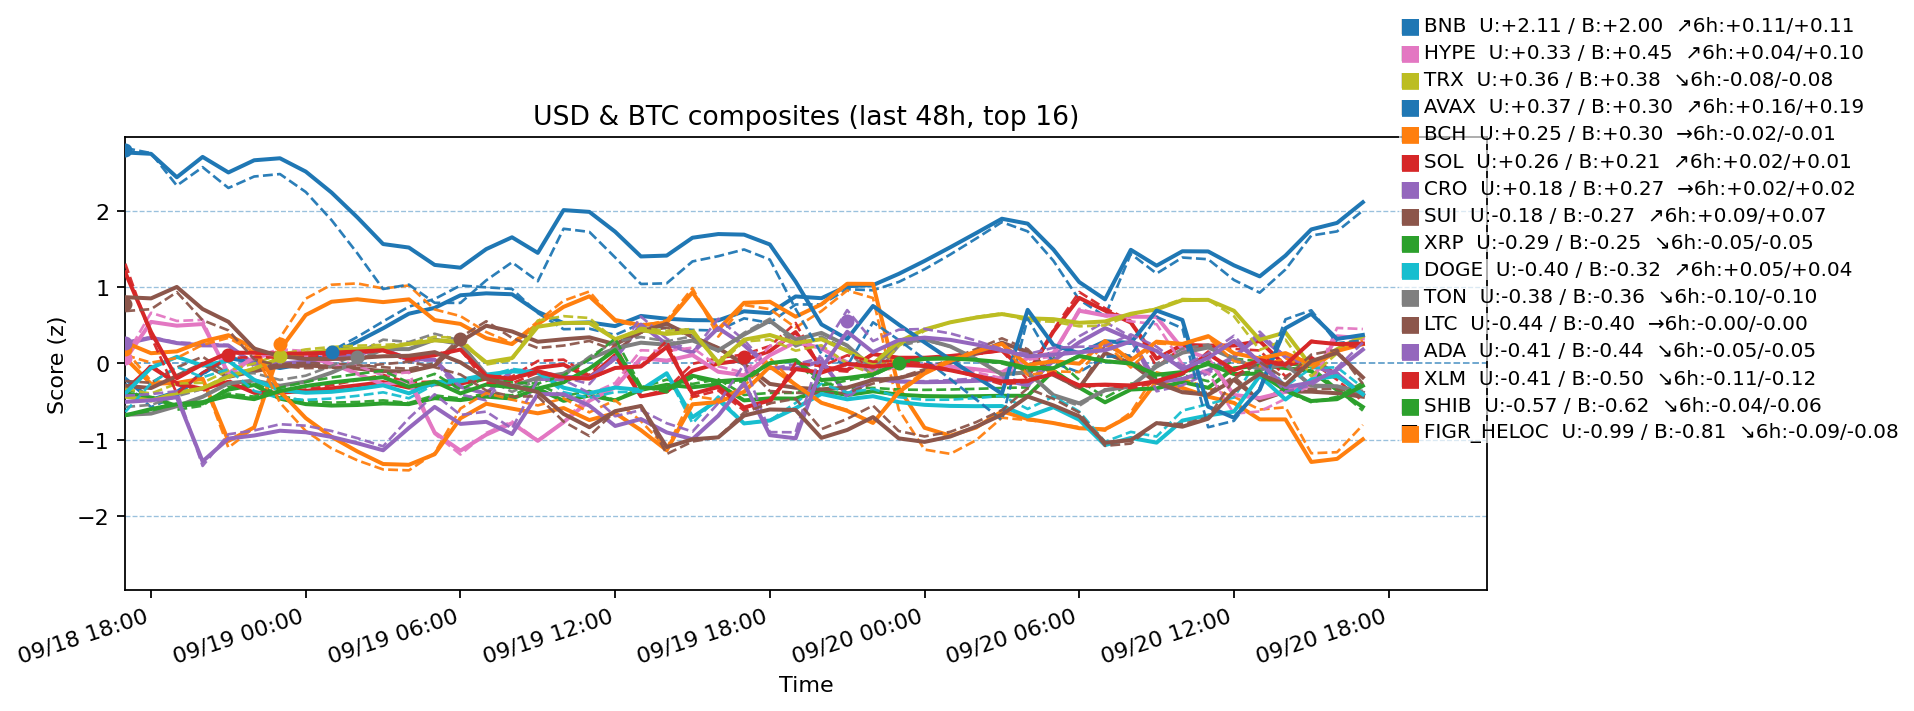 BNB  U:+2.11 / B:+2.00  ↗6h:+0.11/+0.11
HYPE  U:+0.33 / B:+0.45  ↗6h:+0.04/+0.10
TRX  U:+0.36 / B:+0.38  ↘6h:-0.08/-0.08
AVAX  U:+0.37 / B:+0.30  ↗6h:+0.16/+0.19
BCH  U:+0.25 / B:+0.30  →6h:-0.02/-0.01
SOL  U:+0.26 / B:+0.21  ↗6h:+0.02/+0.01
CRO  U:+0.18 / B:+0.27  →6h:+0.02/+0.02
SUI  U:-0.18 / B:-0.27  ↗6h:+0.09/+0.07
XRP  U:-0.29 / B:-0.25  ↘6h:-0.05/-0.05
DOGE  U:-0.40 / B:-0.32  ↗6h:+0.05/+0.04
TON  U:-0.38 / B:-0.36  ↘6h:-0.10/-0.10
LTC  U:-0.44 / B:-0.40  →6h:-0.00/-0.00
ADA  U:-0.41 / B:-0.44  ↘6h:-0.05/-0.05
XLM  U:-0.41 / B:-0.50  ↘6h:-0.11/-0.12
SHIB  U:-0.57 / B:-0.62  ↘6h:-0.04/-0.06
FIGR_HELOC  U:-0.99 / B:-0.81  ↘6h:-0.09/-0.08
USD & BTC composites (last 48h, top 16)
Score (z)
2
1
0
−1
−2
09/18 18:00
09/19 00:00
09/19 06:00
09/19 12:00
09/19 18:00
09/20 00:00
09/20 06:00
09/20 12:00
09/20 18:00
Time